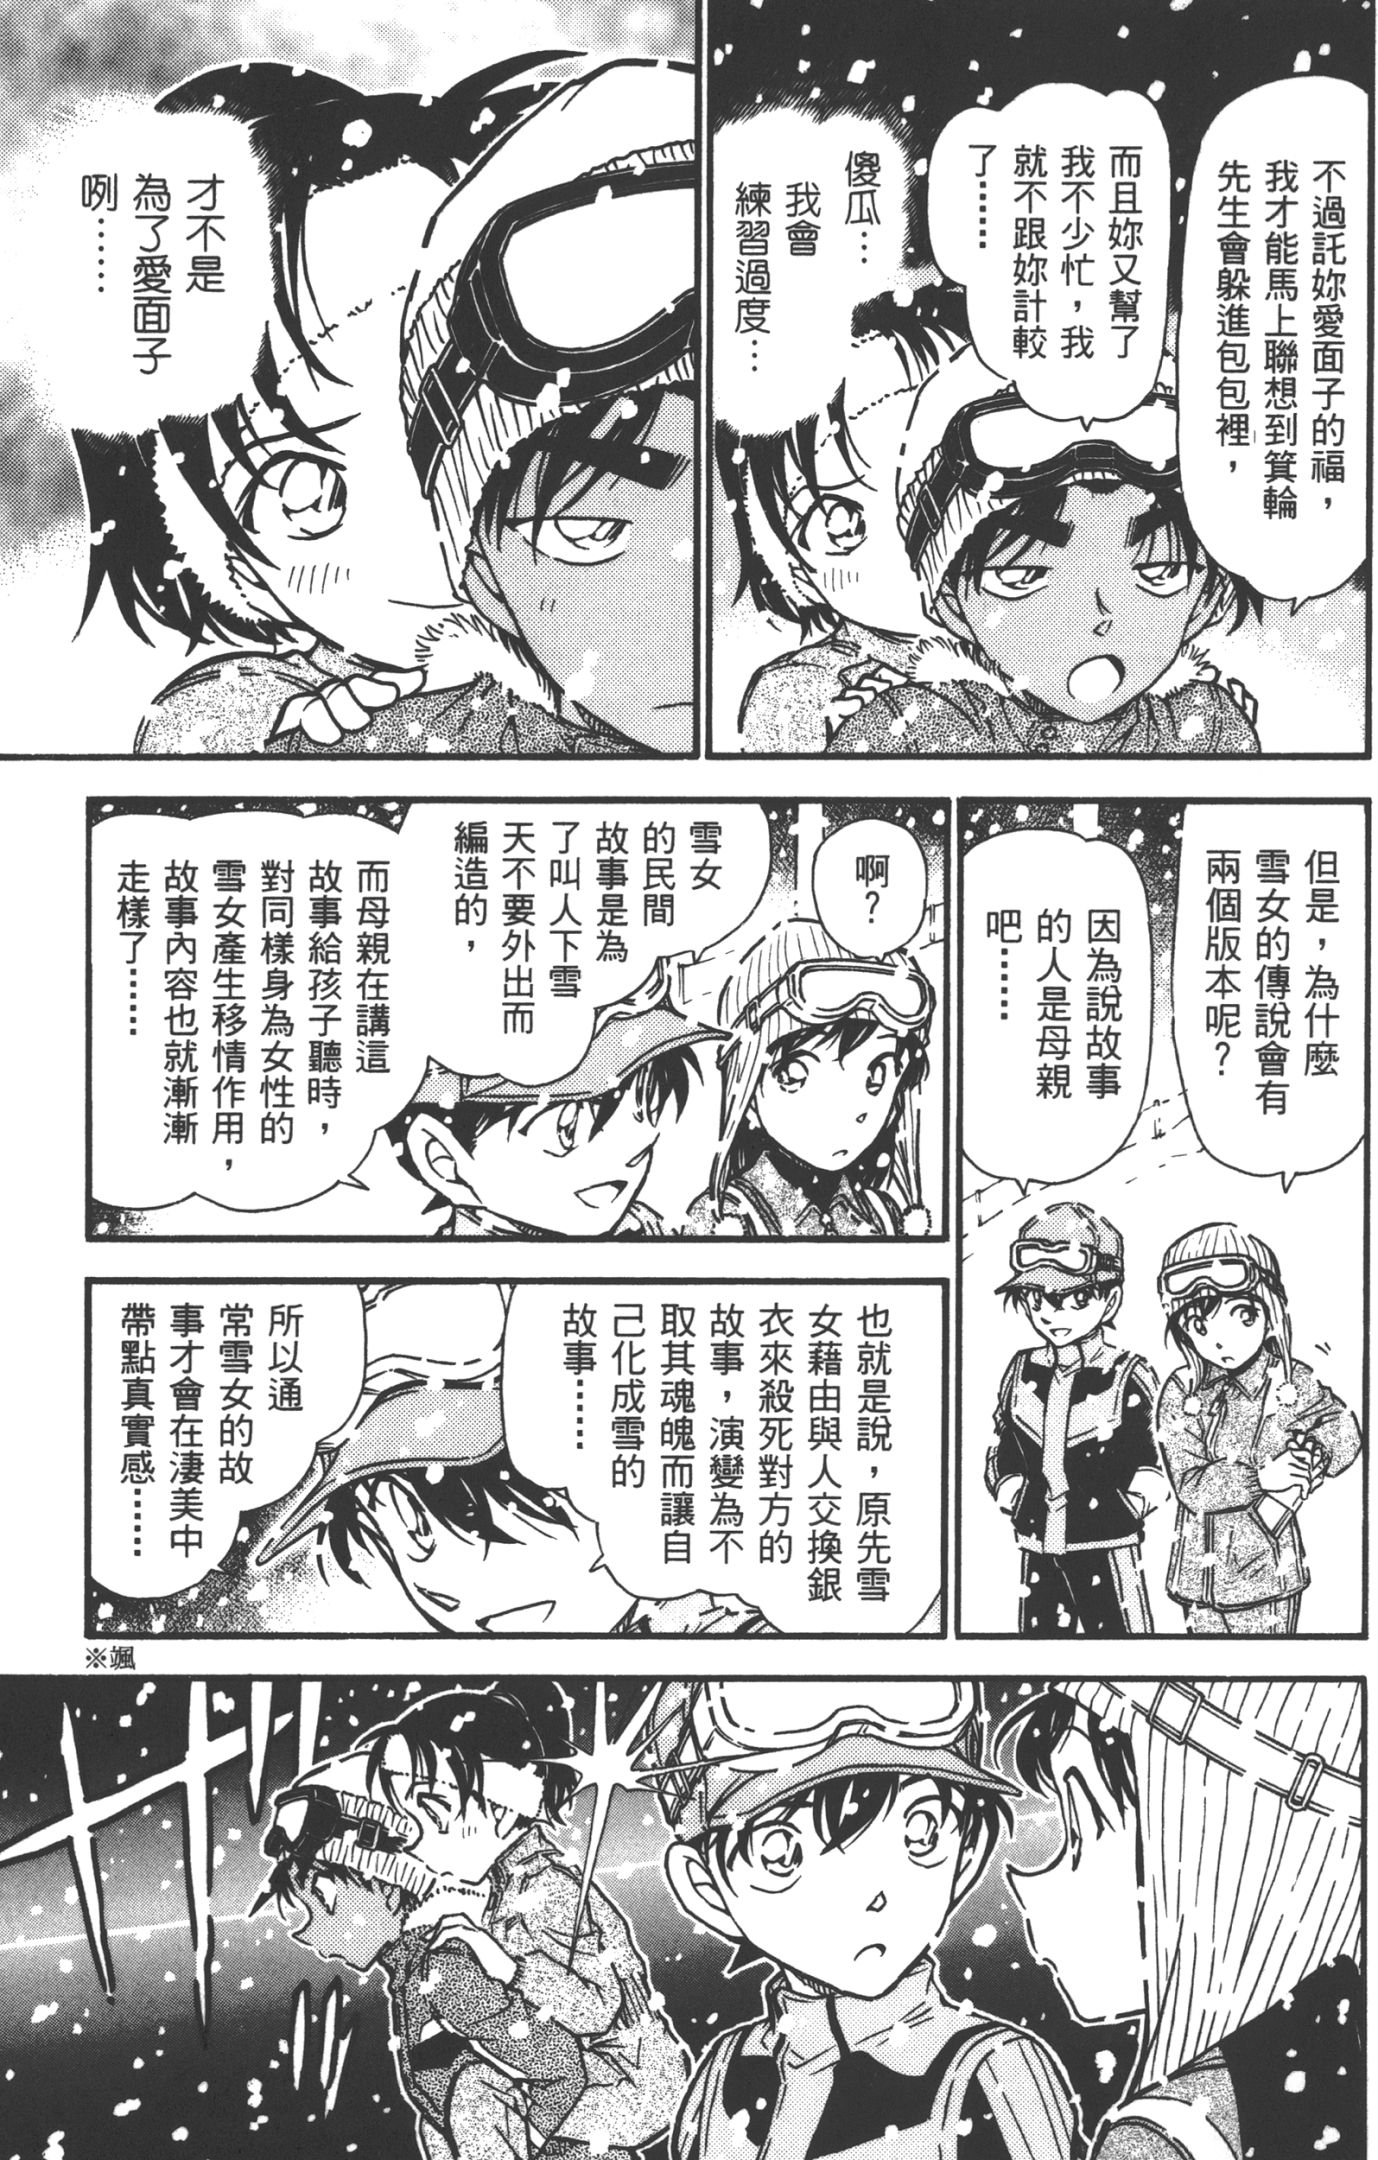 不過託妳愛面子的福，
我才能馬上聯想到箕輪
先生會躲進包包裡，
而且妳又幫了
我不少忙，我
就不跟妳計較
了……
傻瓜…
我會
練習過度…
才不是
為了愛面子
咧……
但是，為什麼
雪女的傳說會有
兩個版本呢？
因為說故事
的人是母親
吧……
啊？
雪女
的民間
故事是為
了叫人下雪
天不要外出而
編造的，
而母親在講這
故事給孩子聽時，
對同樣身為女性的
雪女產生移情作用，
故事內容也就漸漸
走樣了……
也就是說，原先雪
女藉由與人交換銀
衣來殺死對方的
故事，演變為不
取其魂魄而讓自
己化成雪的
故事……
所以通
常雪女的故
事才會在淒美中
帶點真實感……
※颯